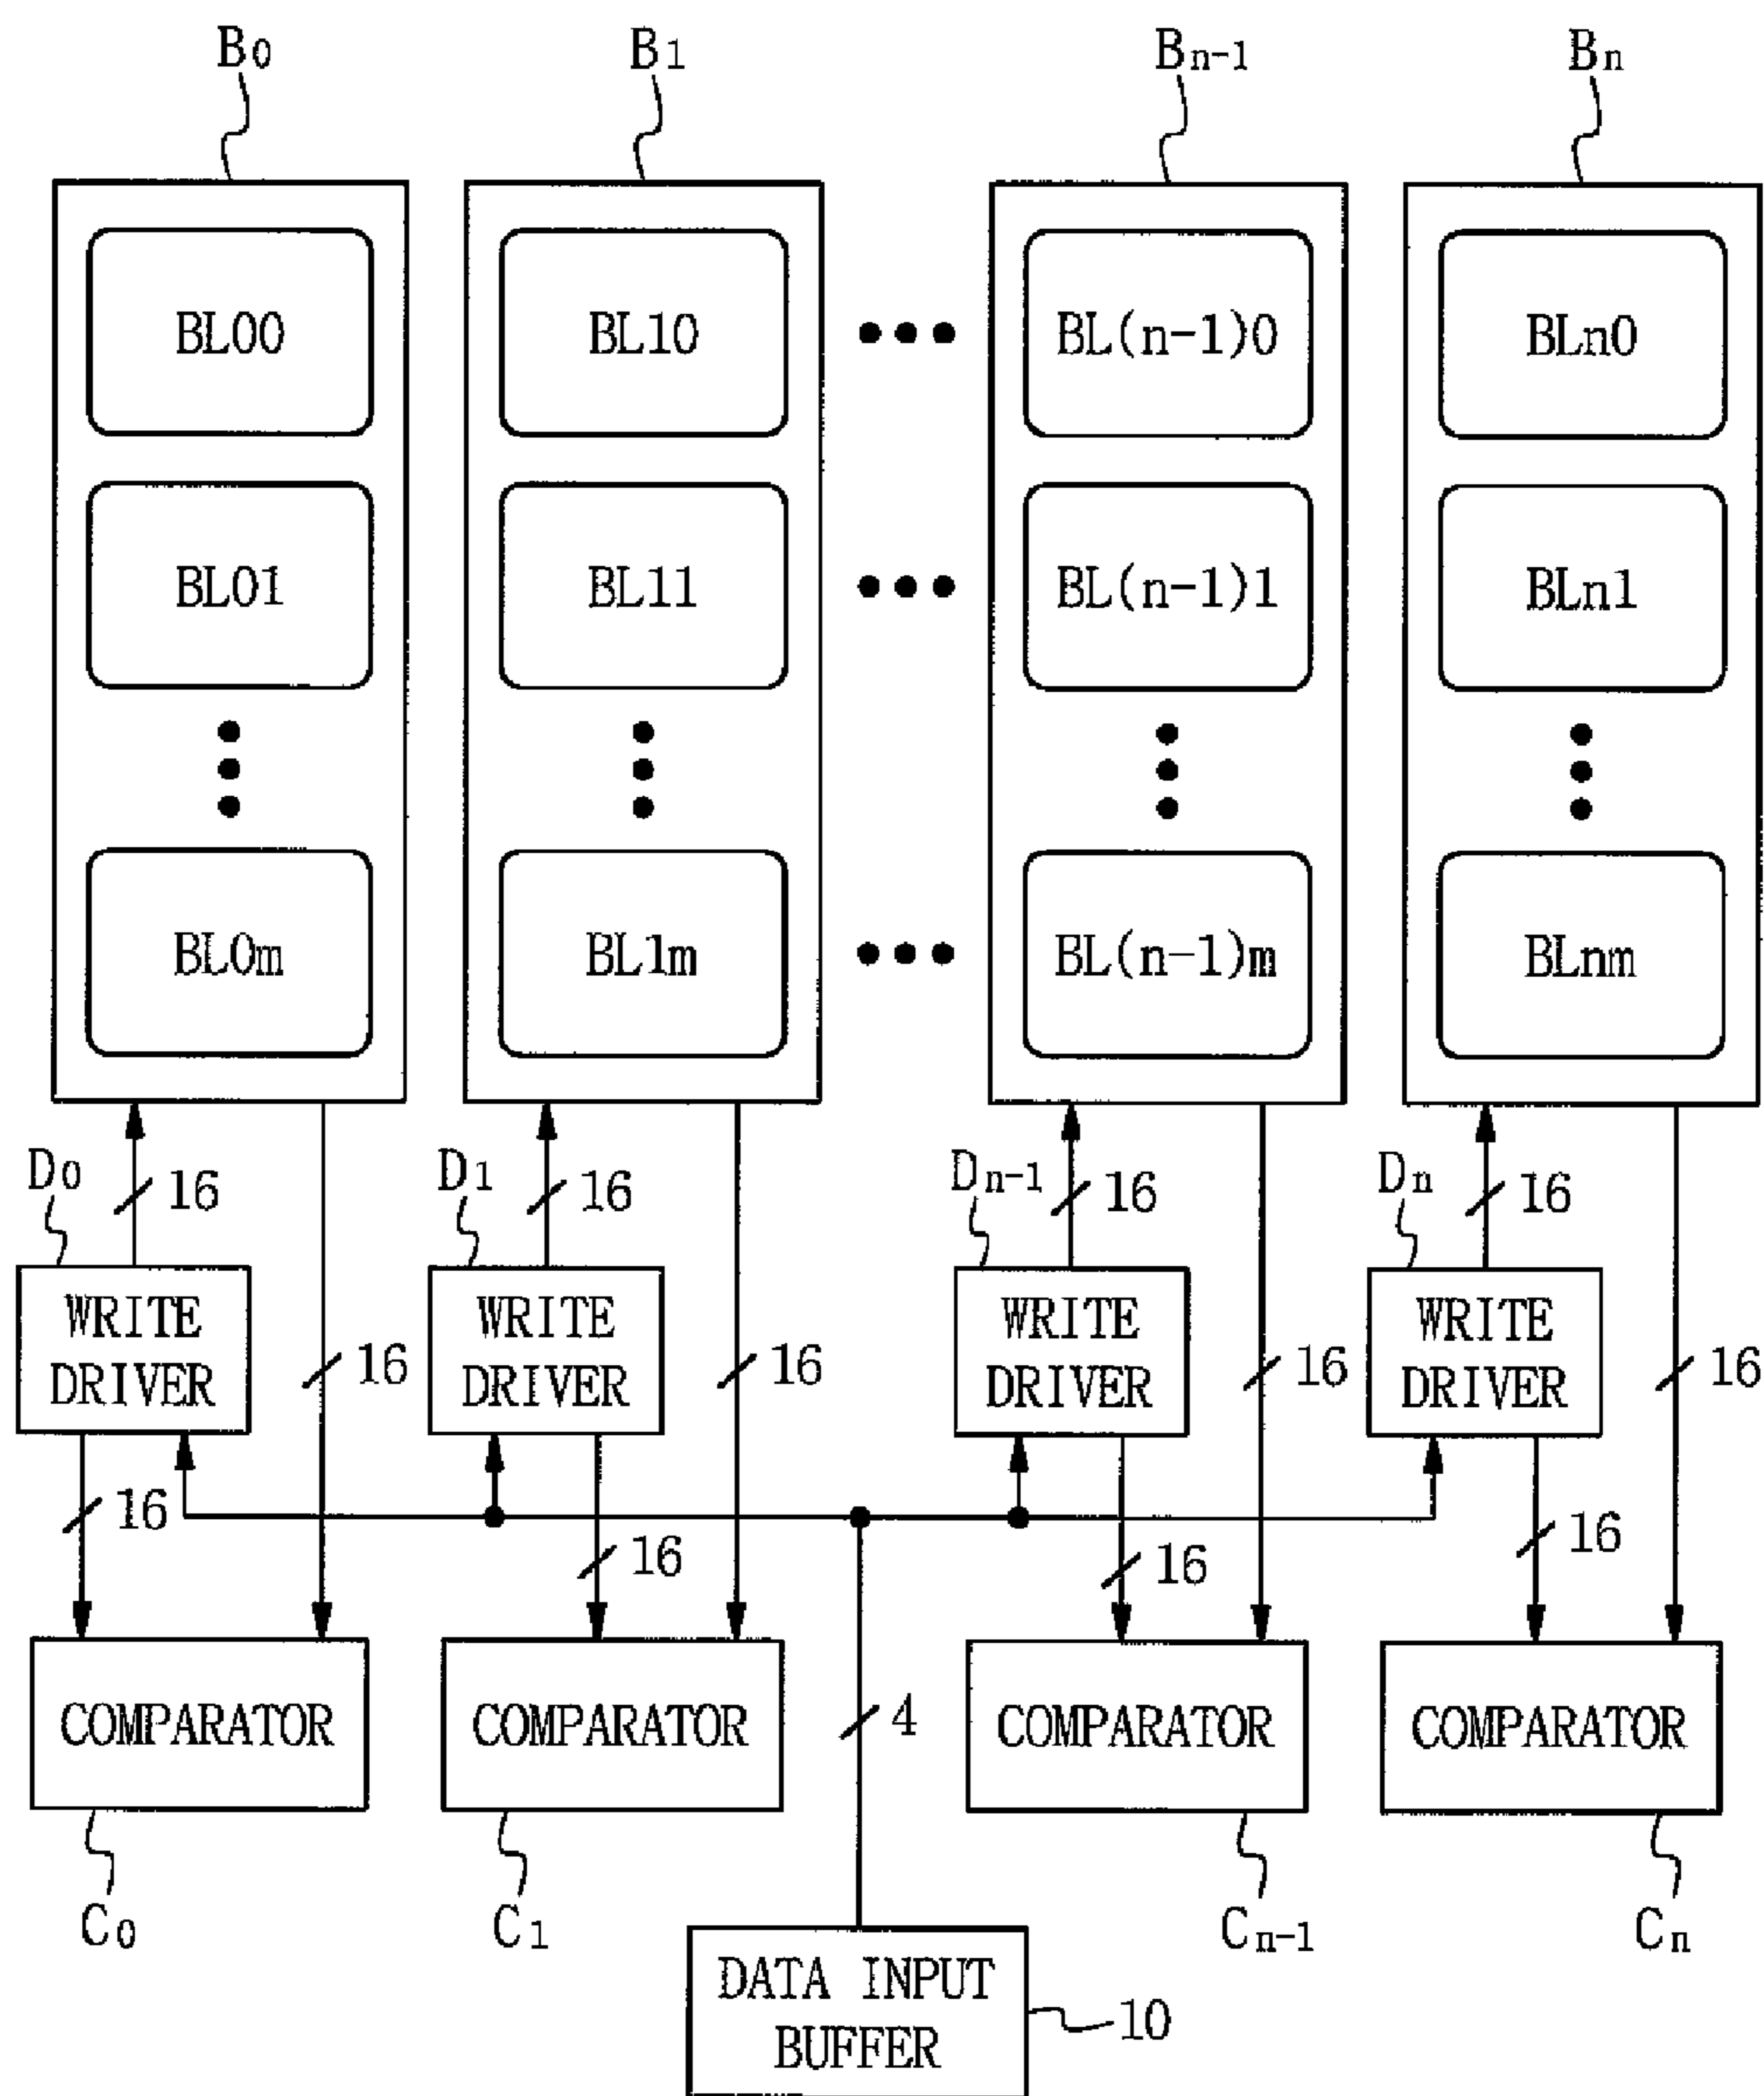 B0 B1 Bn-1 Bn
BL00 BL10 BL(n-1)0 BLn0
BL01 BL11 BL(n-1)1 BLn1
BL0m BL1m BL(n-1)m BLnm
D0 16 D1 16 Dn-1 16 Dn 16
WRITE DRIVER 16 WRITE DRIVER 16 WRITE DRIVER 16 WRITE DRIVER 16
16 16 16 16
COMPARATOR COMPARATOR 4 COMPARATOR COMPARATOR
C0 C1 Cn-1 Cn
DATA INPUT
BUFFER 10